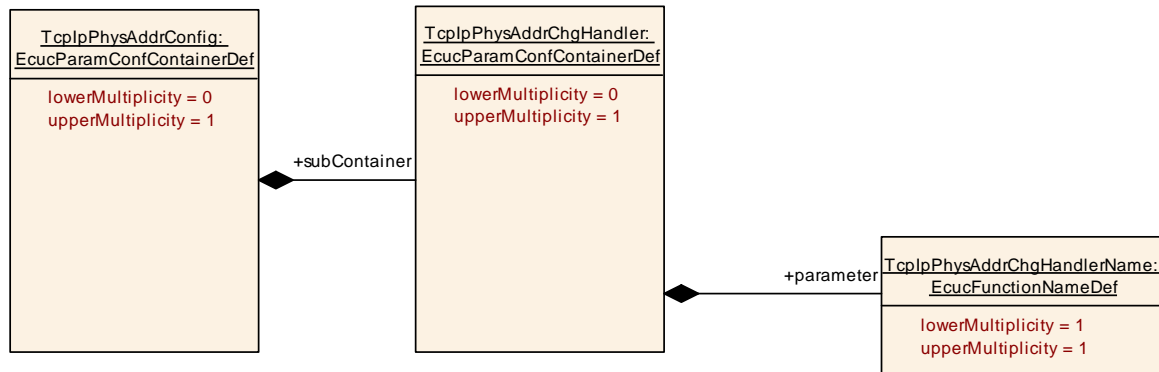 TcpIpPhysAddrConfig:
EcucParamConfContainerDef
lowerMultiplicity = 0
upperMultiplicity = 1
+subContainer
TcpIpPhysAddrChgHandler:
EcucParamConfContainerDef
lowerMultiplicity = 0
upperMultiplicity = 1
+parameter
TcpIpPhysAddrChgHandlerName:
EcucFunctionNameDef
lowerMultiplicity = 1
upperMultiplicity = 1